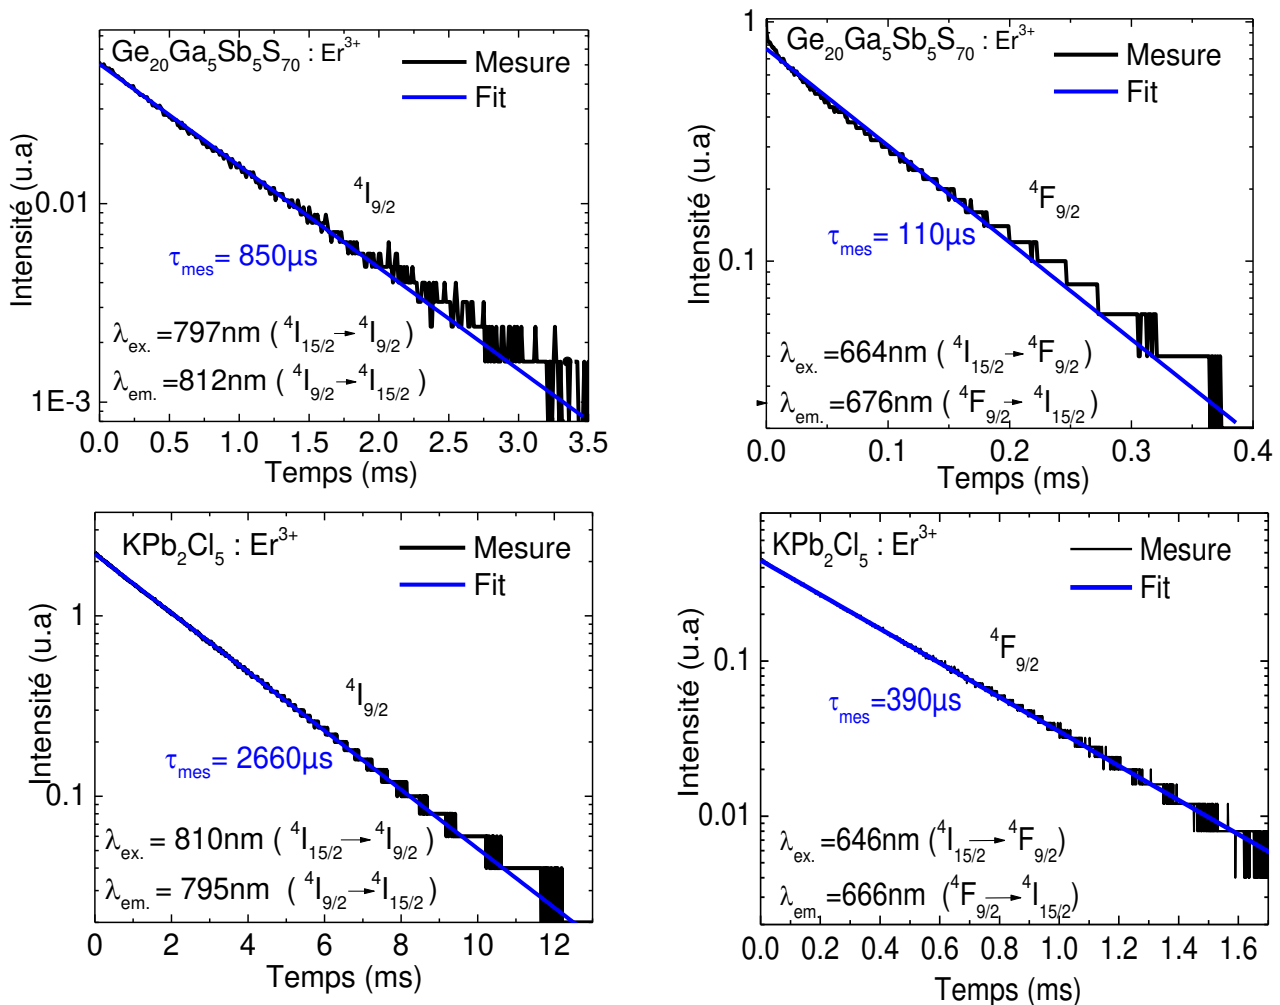 Ge20Ga5Sb5S70 : Er3+
Mesure
Fit
Intensité (u.a)
0.01
1E-3
4I9/2
τmes= 850µs
λex.=797nm ( 4I15/2→4I9/2)
λem.=812nm ( 4I9/2→4I15/2)
0.0 0.5 1.0 1.5 2.0 2.5 3.0 3.5
Temps (ms)
Ge20Ga5Sb5S70 : Er3+
Mesure
Fit
Intensité (u.a)
1
0.1
4F9/2
τmes= 110µs
λex.=664nm ( 4I15/2→4F9/2)
λem.=676nm (4F9/2→4I15/2)
0.0 0.1 0.2 0.3 0.4
Temps (ms)
KPb2Cl5 : Er3+
Mesure
Fit
Intensité (u.a)
1
0.1
4I9/2
τmes= 2660µs
λex.= 810nm (4I15/2→4I9/2)
λem.= 795nm (4I9/2→4I15/2)
0 2 4 6 8 10 12
Temps (ms)
KPb2Cl5 : Er3+
Mesure
Fit
Intensité (u.a)
0.1
0.01
4F9/2
τmes=390µs
λex.=646nm (4I15/2→4F9/2)
λem.=666nm (4F9/2→4I15/2)
0.0 0.2 0.4 0.6 0.8 1.0 1.2 1.4 1.6
Temps (ms)